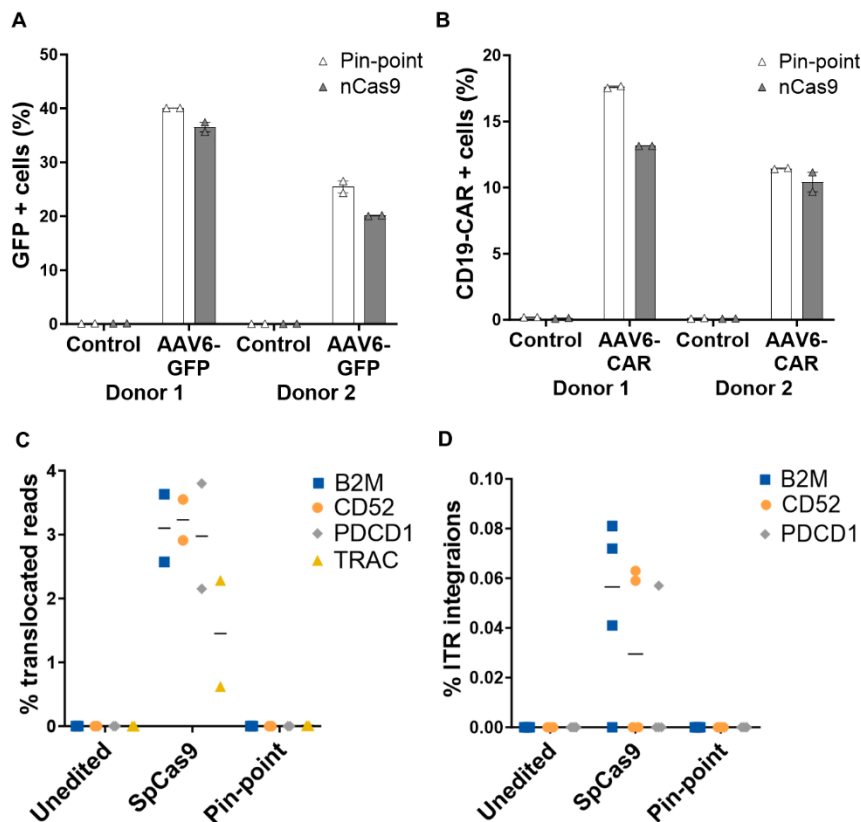 A
GFP + cells (%)
50
40
30
20
10
0
Pin-point
nCas9
Control
AAV6-
GFP
Control
AAV6-
GFP
Donor 1
Donor 2
B
CD19-CAR + cells (%)
20
15
10
5
0
Pin-point
nCas9
Control
AAV6-
CAR
Control
AAV6-
CAR
Donor 1
Donor 2
C
% translocated reads
4
3
2
1
0
B2M
CD52
PDCD1
TRAC
Unedited
SpCas9
Pin-point
D
% ITR integraions
0.10
0.08
0.06
0.04
0.02
0.00
B2M
CD52
PDCD1
Unedited
SpCas9
Pin-point